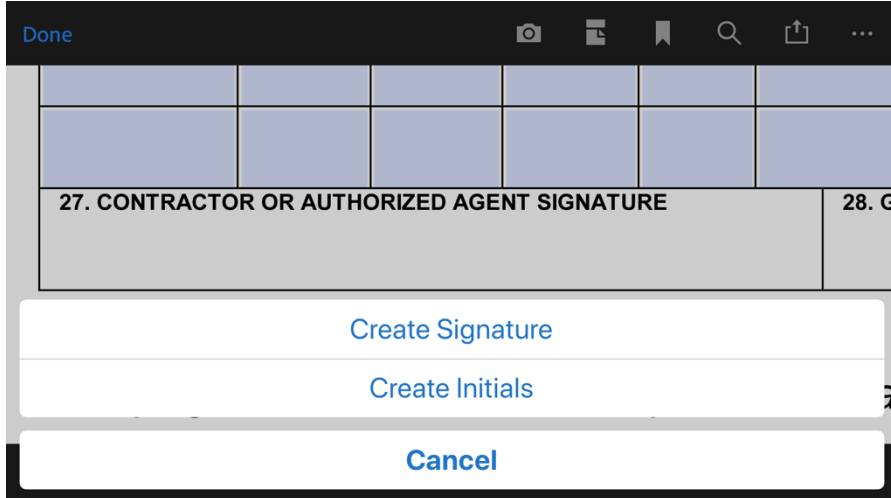 Done
27. CONTRACTOR OR AUTHORIZED AGENT SIGNATURE
28. G
Create Signature
Create Initials
Cancel